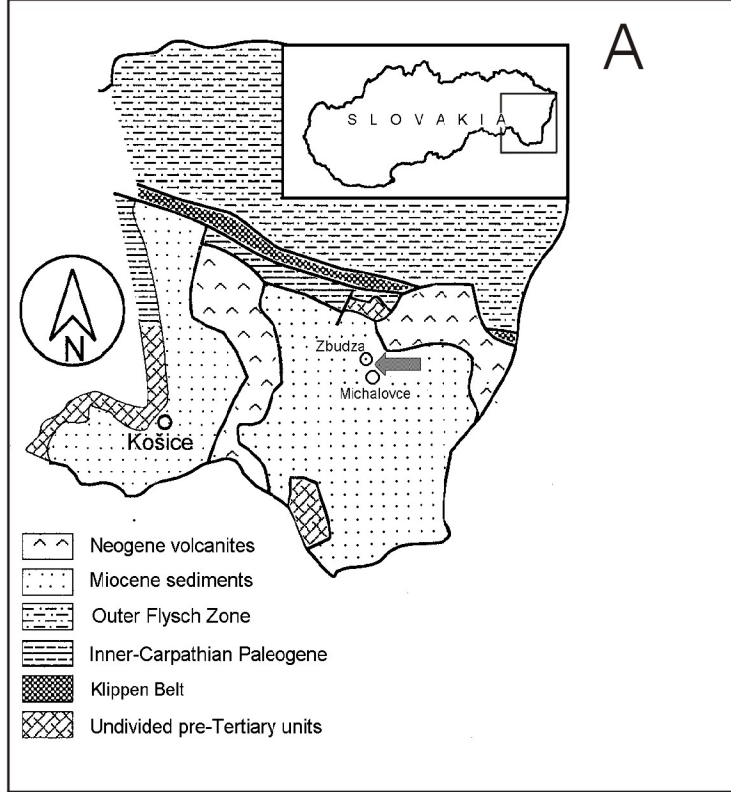 A
SLOVAKIA
N
Zbudza
Michalovce
Košice
Neogene volcanites
Miocene sediments
Outer Flysch Zone
Inner-Carpathian Paleogene
Klippen Belt
Undivided pre-Tertiary units